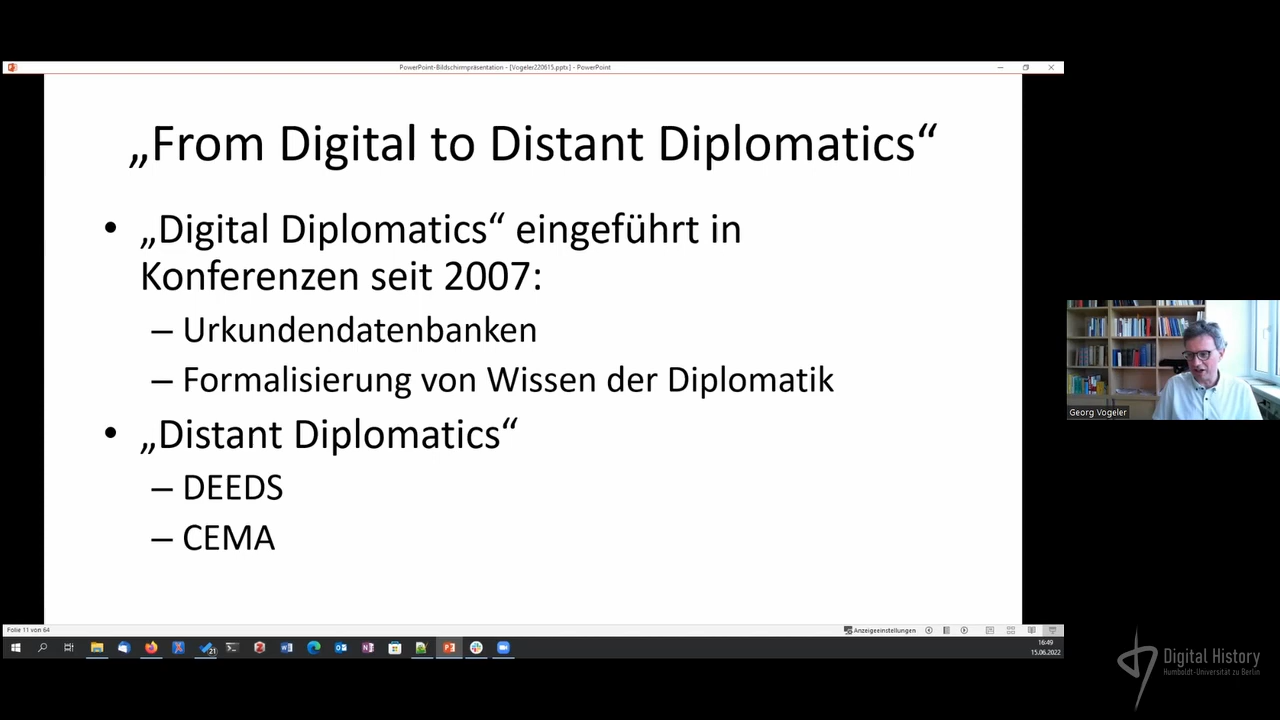 PowerPoint-Bildschirmpräsentation - [Vogeler220615.pptx] - PowerPoint
„From Digital to Distant Diplomatics“
• „Digital Diplomatics“ eingeführt in
Konferenzen seit 2007:
– Urkundendatenbanken
– Formalisierung von Wissen der Diplomatik
• „Distant Diplomatics“
– DEEDS
– CEMA
Georg Vogeler
Folie 11 von 64
Anzeigeeinstellungen
21
16:49
15.06.2022
Digital History
Humboldt-Universität zu Berlin